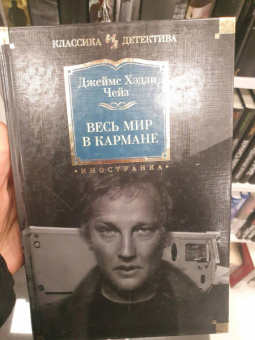 КЛАССИКА ДЕТЕКТИВА
Джеймс Хэдли
Чейз
ВЕСЬ МИР
В КАРМАНЕ
•ИНОСТРАНКА•